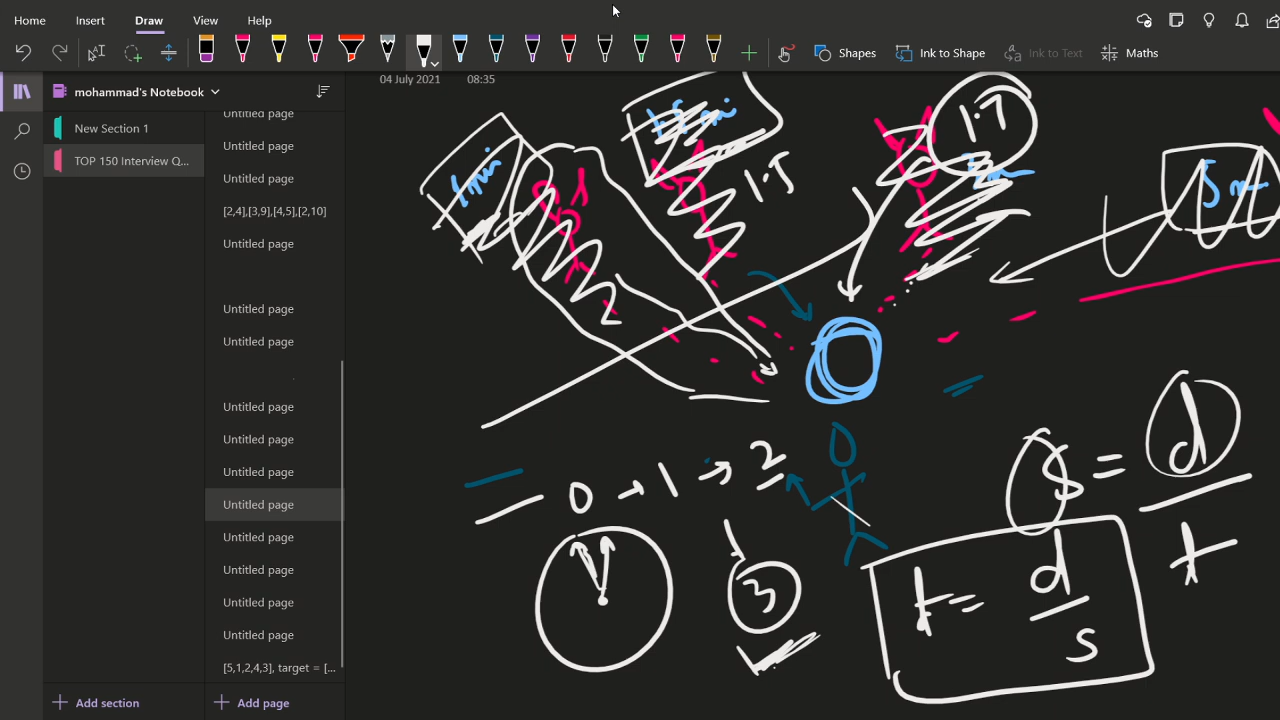 Home Insert Draw View Help
Shapes Ink to Shape Ink to Text Maths
mohammad's Notebook
New Section 1
TOP 150 Interview Q...
Untitled page
Untitled page
Untitled page
[2,4],[3,9],[4,5],[2,10]
Untitled page
Untitled page
Untitled page
Untitled page
Untitled page
Untitled page
Untitled page
Untitled page
Untitled page
Untitled page
Untitled page
[5,1,2,4,3], target = [...
Add section
Add page
04 July 2021 08:35
1 min
1.5
1.7
5 m
0 → 1 → 2
3
s = d / t
t = d / s